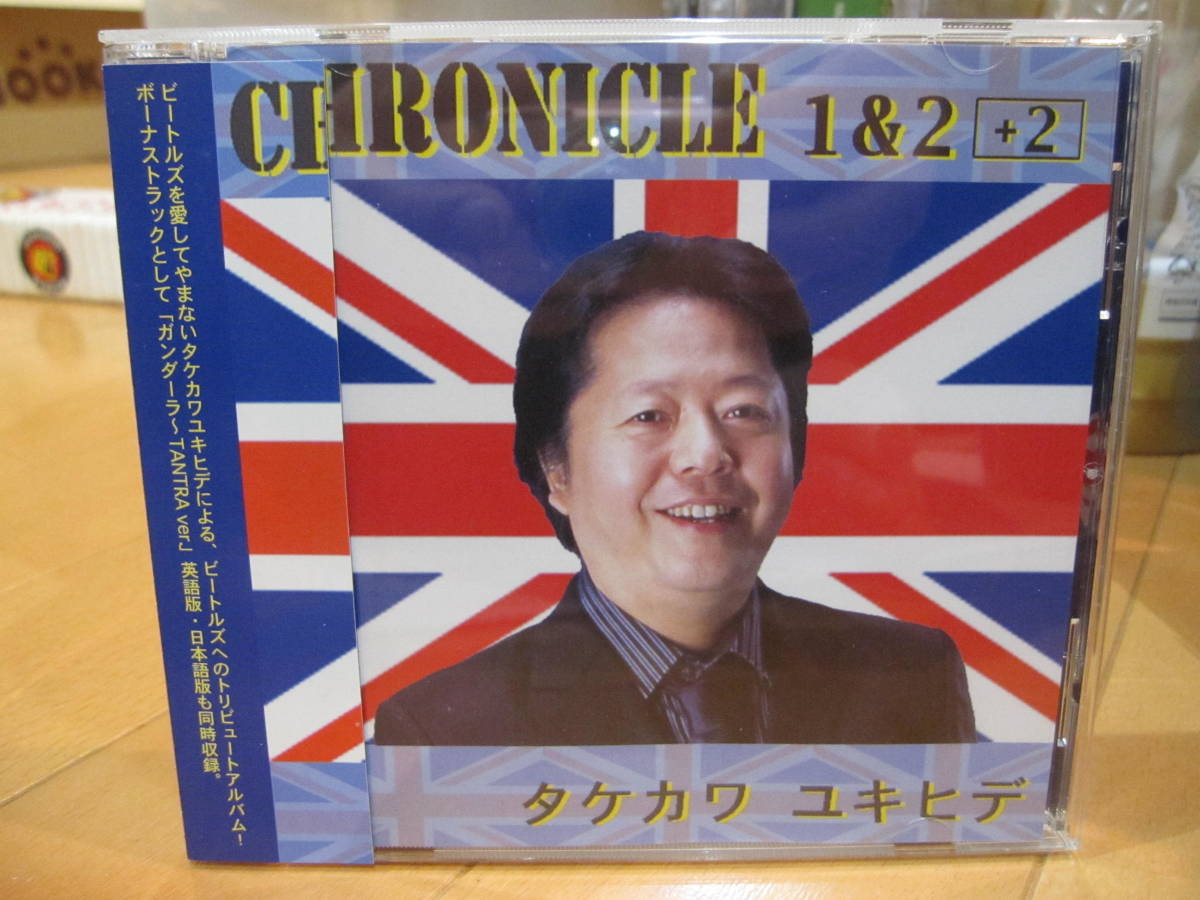 CHRONICLE 1&2 +2
ビートルズを愛してやまないタケカワユキヒデによる、ビートルズへのトリビュートアルバム!
ボーナストラックとして「ガンダーラ～TANTRA ver.」英語版・日本語版も同時収録。
タケカワ ユキヒデ
OOK